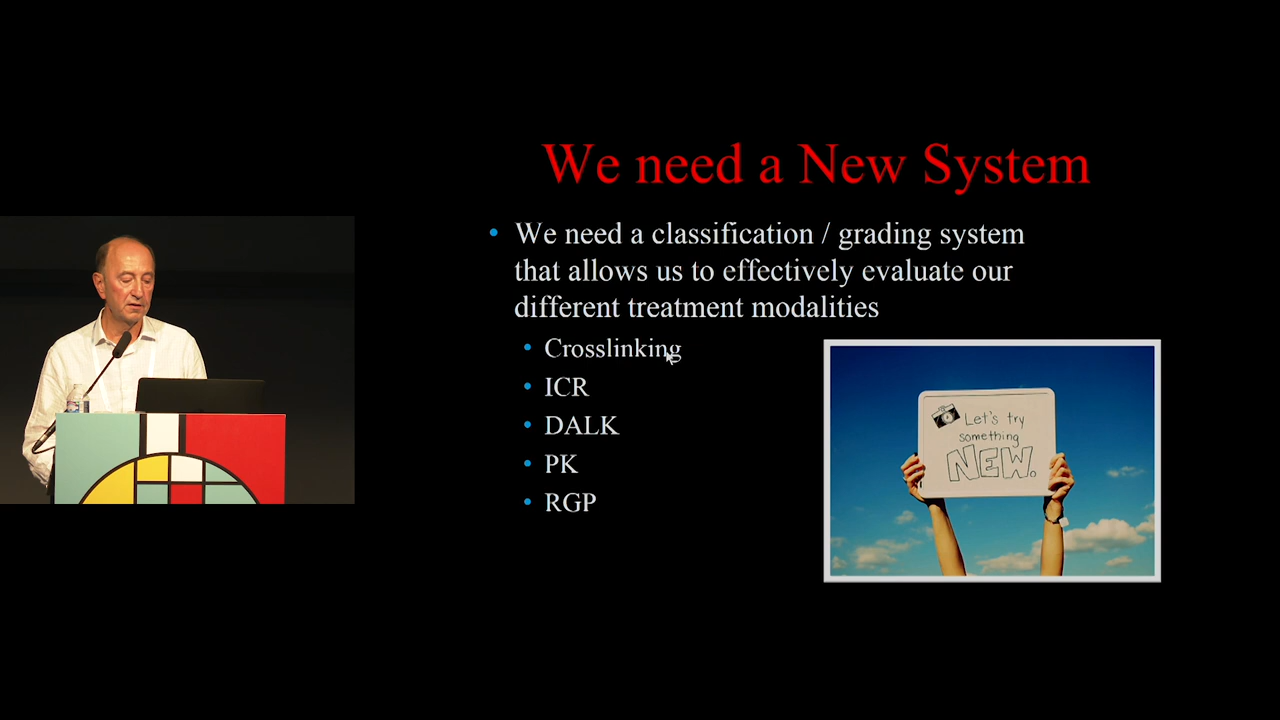 We need a New System
We need a classification / grading system
that allows us to effectively evaluate our
different treatment modalities
Crosslinking
ICR
DALK
PK
RGP
Let's try
something
NEW.